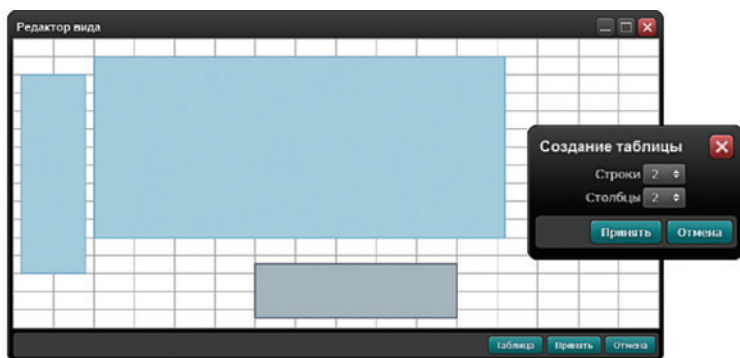 Редактор вида
Создание таблицы
Строки 2
Столбцы 2
Принять Отмена
Таблица Принять Отмена